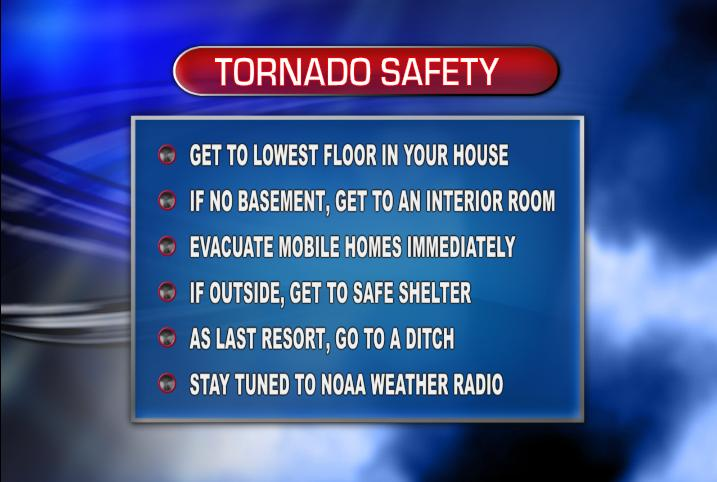 TORNADO SAFETY
GET TO LOWEST FLOOR IN YOUR HOUSE
IF NO BASEMENT, GET TO AN INTERIOR ROOM
EVACUATE MOBILE HOMES IMMEDIATELY
IF OUTSIDE, GET TO SAFE SHELTER
AS LAST RESORT, GO TO A DITCH
STAY TUNED TO NOAA WEATHER RADIO